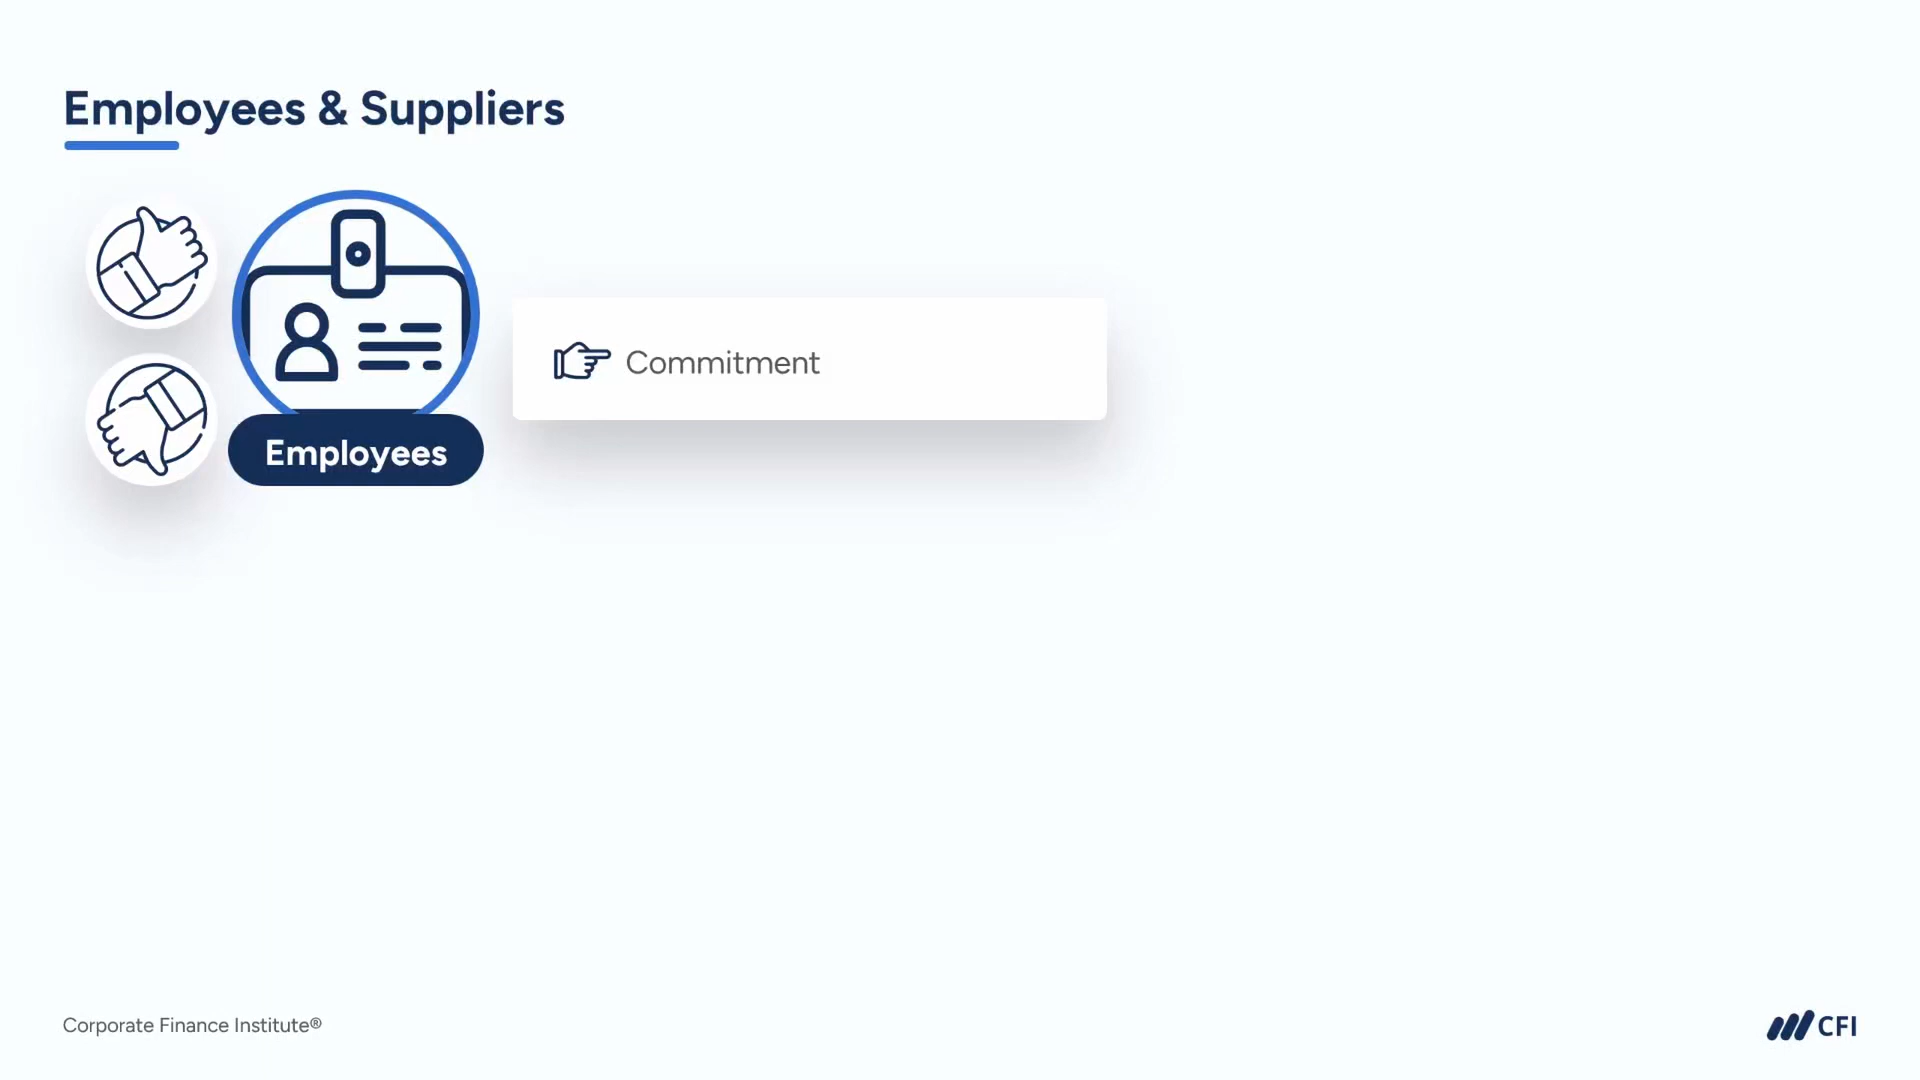 Employees & Suppliers
Commitment
Employees
Corporate Finance Institute®
CFI